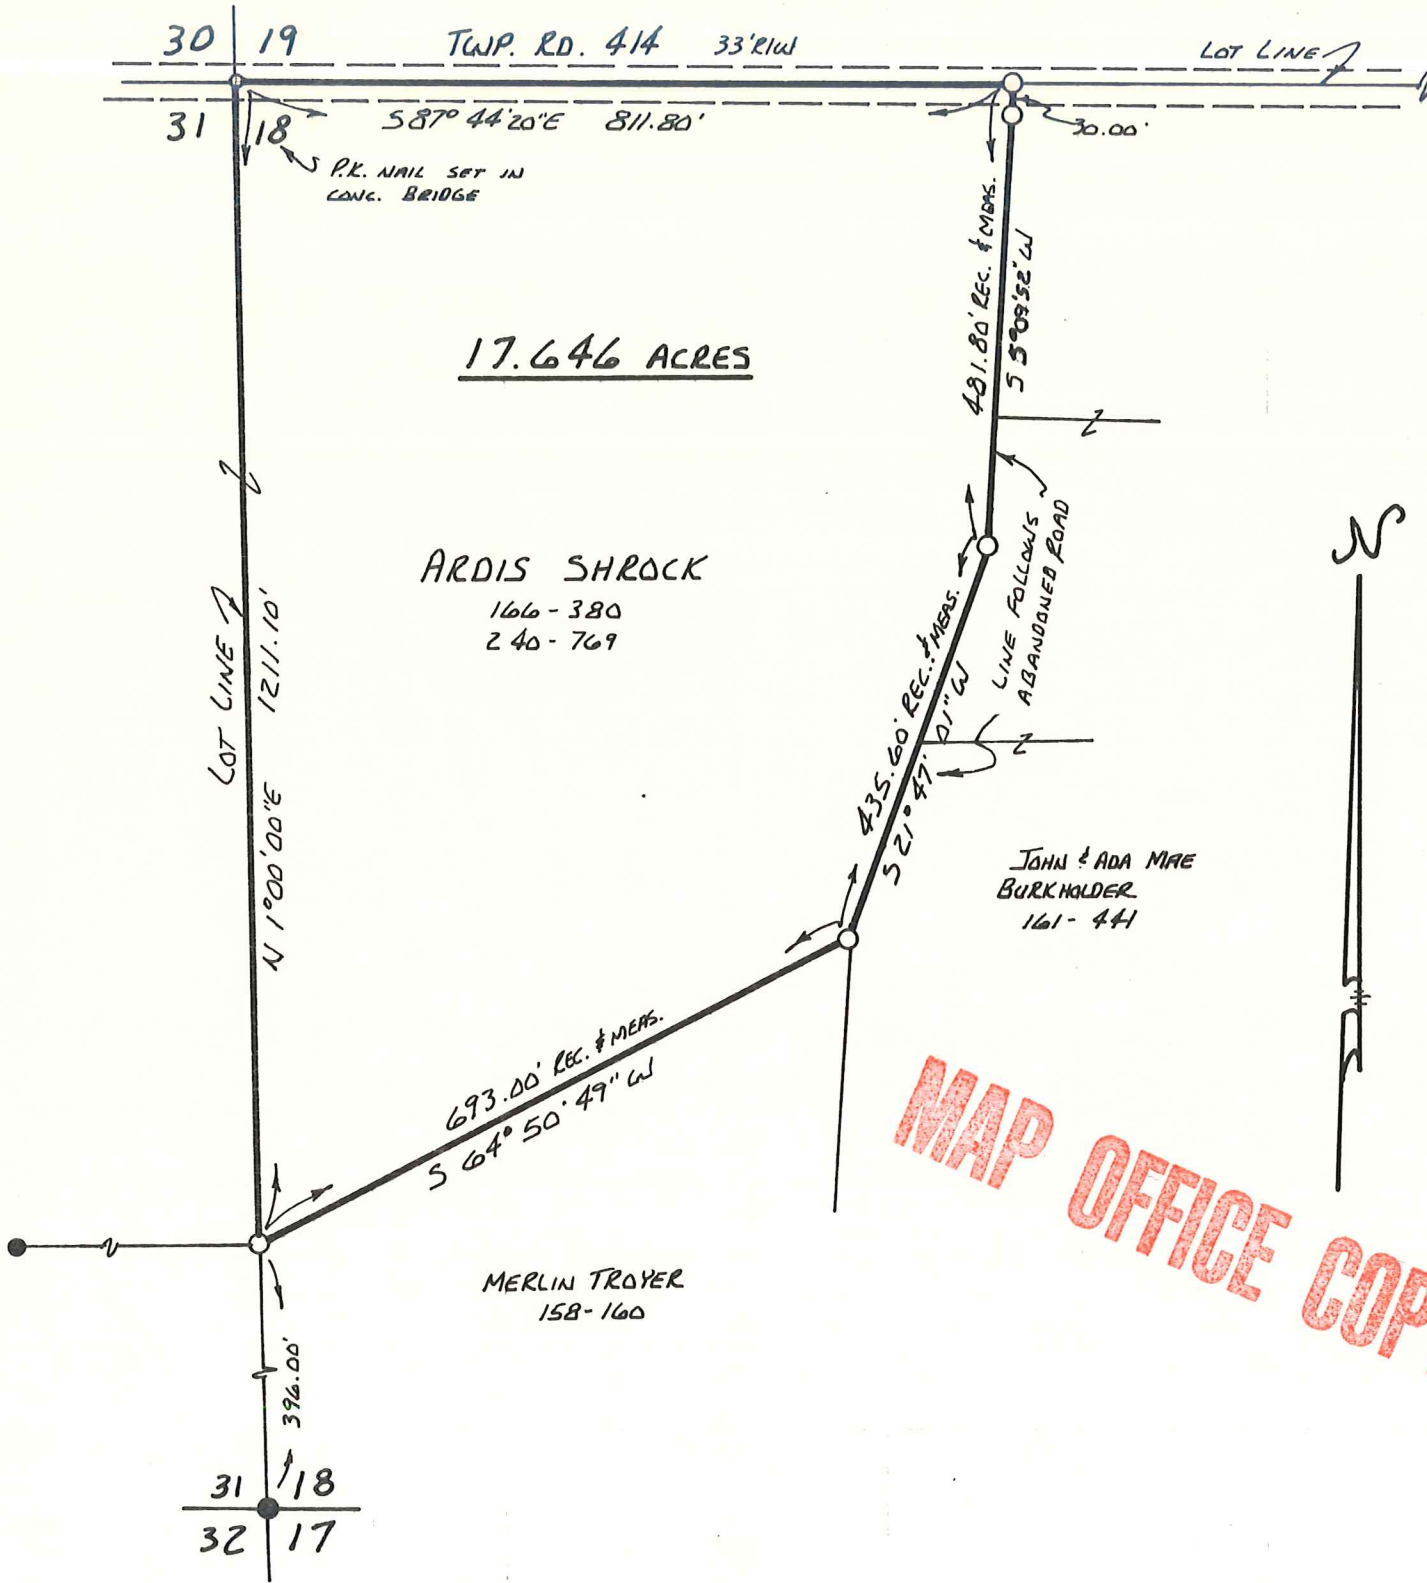 30 19 TWP. RD. 414 33' R/W LOT LINE
31 18 S 87° 44' 20" E 811.80' 30.00'
P.K. NAIL SET IN
CONC. BRIDGE
481.80' REC. & MEAS.
S 5° 09' 52" W
17.646 ACRES
LINE FOLLOWS
ABANDONED ROAD
N
ARDIS SHROCK
166-380
240-769
LOT LINE
N 1° 00' 00" E 1211.10'
435.60' REC. & MEAS.
S 21° 47' 01" W
JOHN & ADA MAE
BURKHOLDER
161-441
693.00' REC. & MEAS.
S 64° 50' 49" W
MAP OFFICE COP
MERLIN TROYER
158-160
396.00'
31 18
32 17